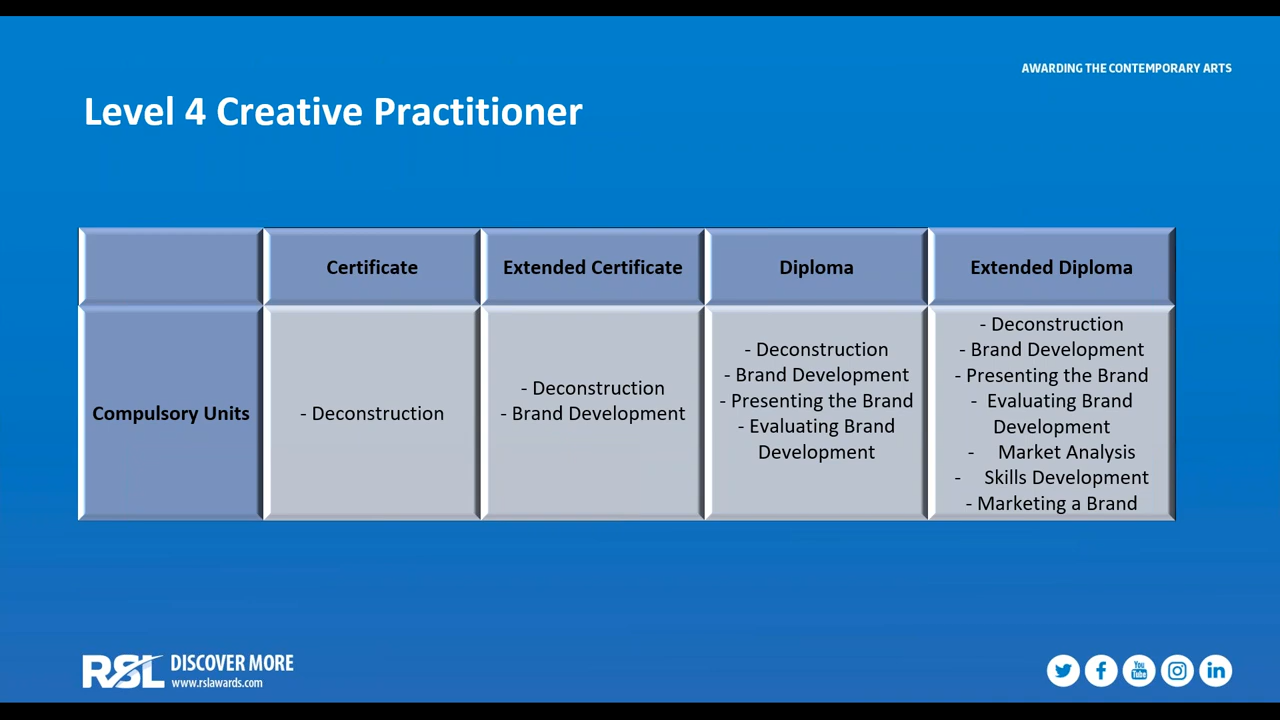 AWARDING THE CONTEMPORARY ARTS
Level 4 Creative Practitioner
Certificate
Extended Certificate
Diploma
Extended Diploma
Compulsory Units
- Deconstruction
- Deconstruction
- Brand Development
- Deconstruction
- Brand Development
- Presenting the Brand
- Evaluating Brand
Development
- Deconstruction
- Brand Development
- Presenting the Brand
- Evaluating Brand
Development
- Market Analysis
- Skills Development
- Marketing a Brand
RSL
DISCOVER MORE
www.rslawards.com
You
Tube
in